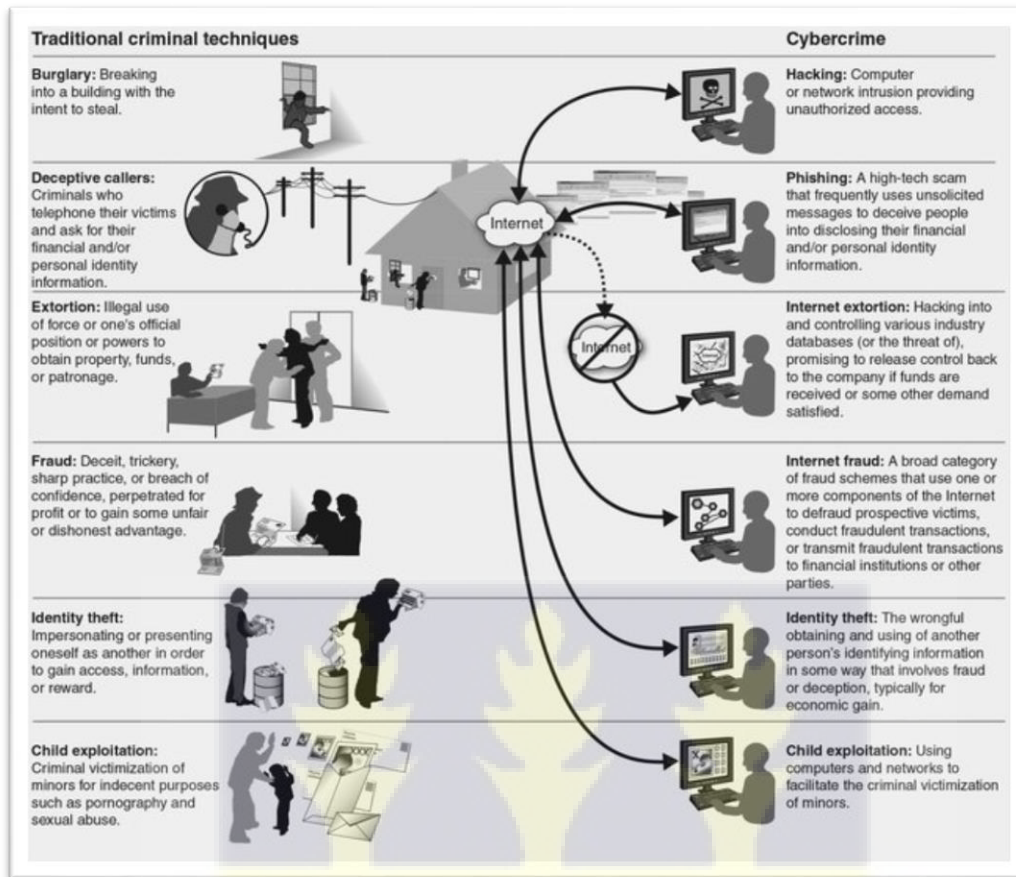 Traditional criminal techniques
Cybercrime
Burglary: Breaking
into a building with the
intent to steal.
Hacking: Computer
or network intrusion providing
unauthorized access.
Deceptive callers:
Criminals who
telephone their victims
and ask for their
financial and/or
personal identity
information.
Internet
Phishing: A high-tech scam
that frequently uses unsolicited
messages to deceive people
into disclosing their financial
and/or personal identity
information.
Extortion: Illegal use
of force or one's official
position or powers to
obtain property, funds,
or patronage.
Internet
Internet extortion: Hacking into
and controlling various industry
databases (or the threat of),
promising to release control back
to the company if funds are
received or some other demand
satisfied.
Fraud: Deceit, trickery,
sharp practice, or breach of
confidence, perpetrated for
profit or to gain some unfair
or dishonest advantage.
Internet fraud: A broad category
of fraud schemes that use one or
more components of the Internet
to defraud prospective victims,
conduct fraudulent transactions,
or transmit fraudulent transactions
to financial institutions or other
parties.
Identity theft:
Impersonating or presenting
oneself as another in order
to gain access, information,
or reward.
Identity theft: The wrongful
obtaining and using of another
person's identifying information
in some way that involves fraud
or deception, typically for
economic gain.
Child exploitation:
Criminal victimization of
minors for indecent purposes
such as pornography and
sexual abuse.
Child exploitation: Using
computers and networks to
facilitate the criminal victimization
of minors.